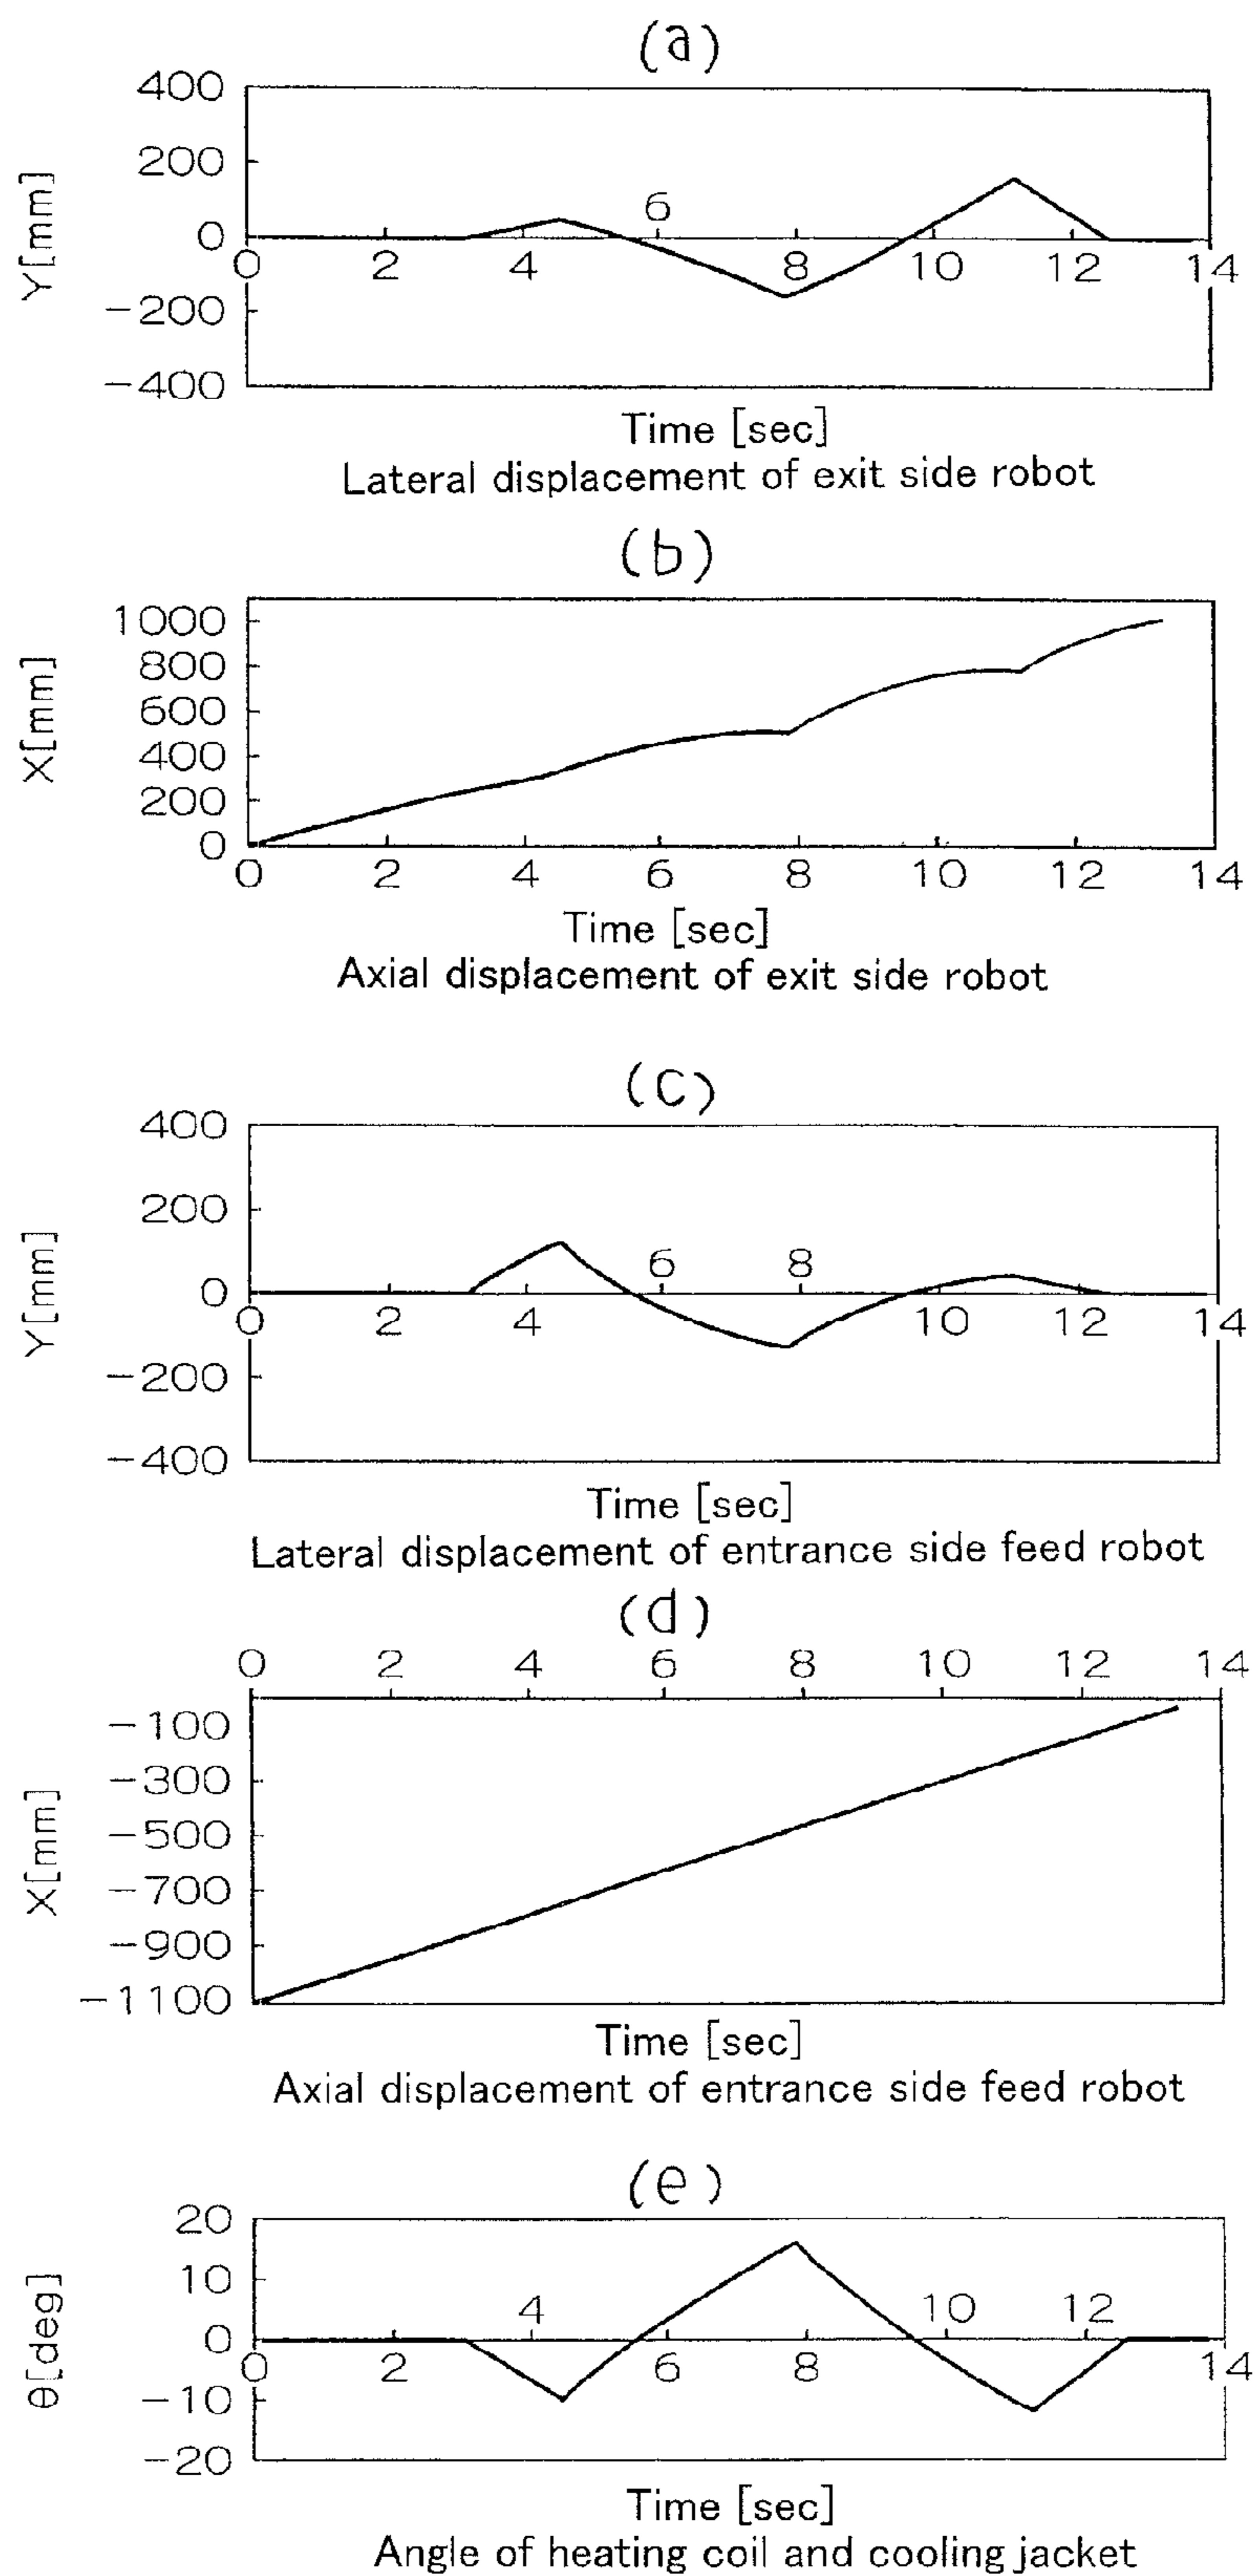 (a)
400
200
0
-200
-400
Y[mm]
6
0 2 4 8 10 12 14
Time [sec]
Lateral displacement of exit side robot
(b)
1000
800
600
400
200
0
X[mm]
0 2 4 6 8 10 12 14
Time [sec]
Axial displacement of exit side robot
(c)
400
200
0
-200
-400
Y[mm]
6 8
0 2 4 10 12 14
Time [sec]
Lateral displacement of entrance side feed robot
(d)
0 2 4 6 8 10 12 14
-100
-300
-500
-700
-900
-1100
X[mm]
Time [sec]
Axial displacement of entrance side feed robot
(e)
20
10
0
-10
-20
θ[deg]
4 10 12
0 2 6 8 14
Time [sec]
Angle of heating coil and cooling jacket